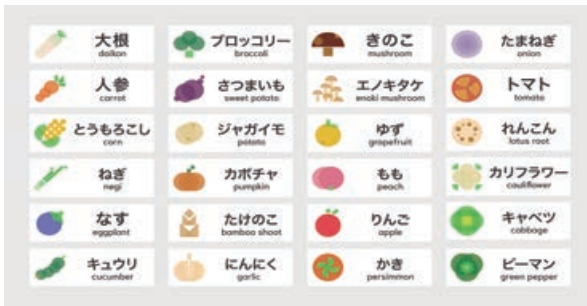 大根
daikon
ブロッコリー
broccoli
きのこ
mushroom
たまねぎ
onion
人参
carrot
さつまいも
sweet potato
エノキタケ
enoki mushroom
トマト
tomato
とうもろこし
corn
ジャガイモ
potato
ゆず
grapefruit
れんこん
lotus root
ねぎ
negi
カボチャ
pumpkin
もも
peach
カリフラワー
cauliflower
なす
eggplant
たけのこ
bamboo shoot
りんご
apple
キャベツ
cabbage
キュウリ
cucumber
にんにく
garlic
かき
persimmon
ピーマン
green pepper